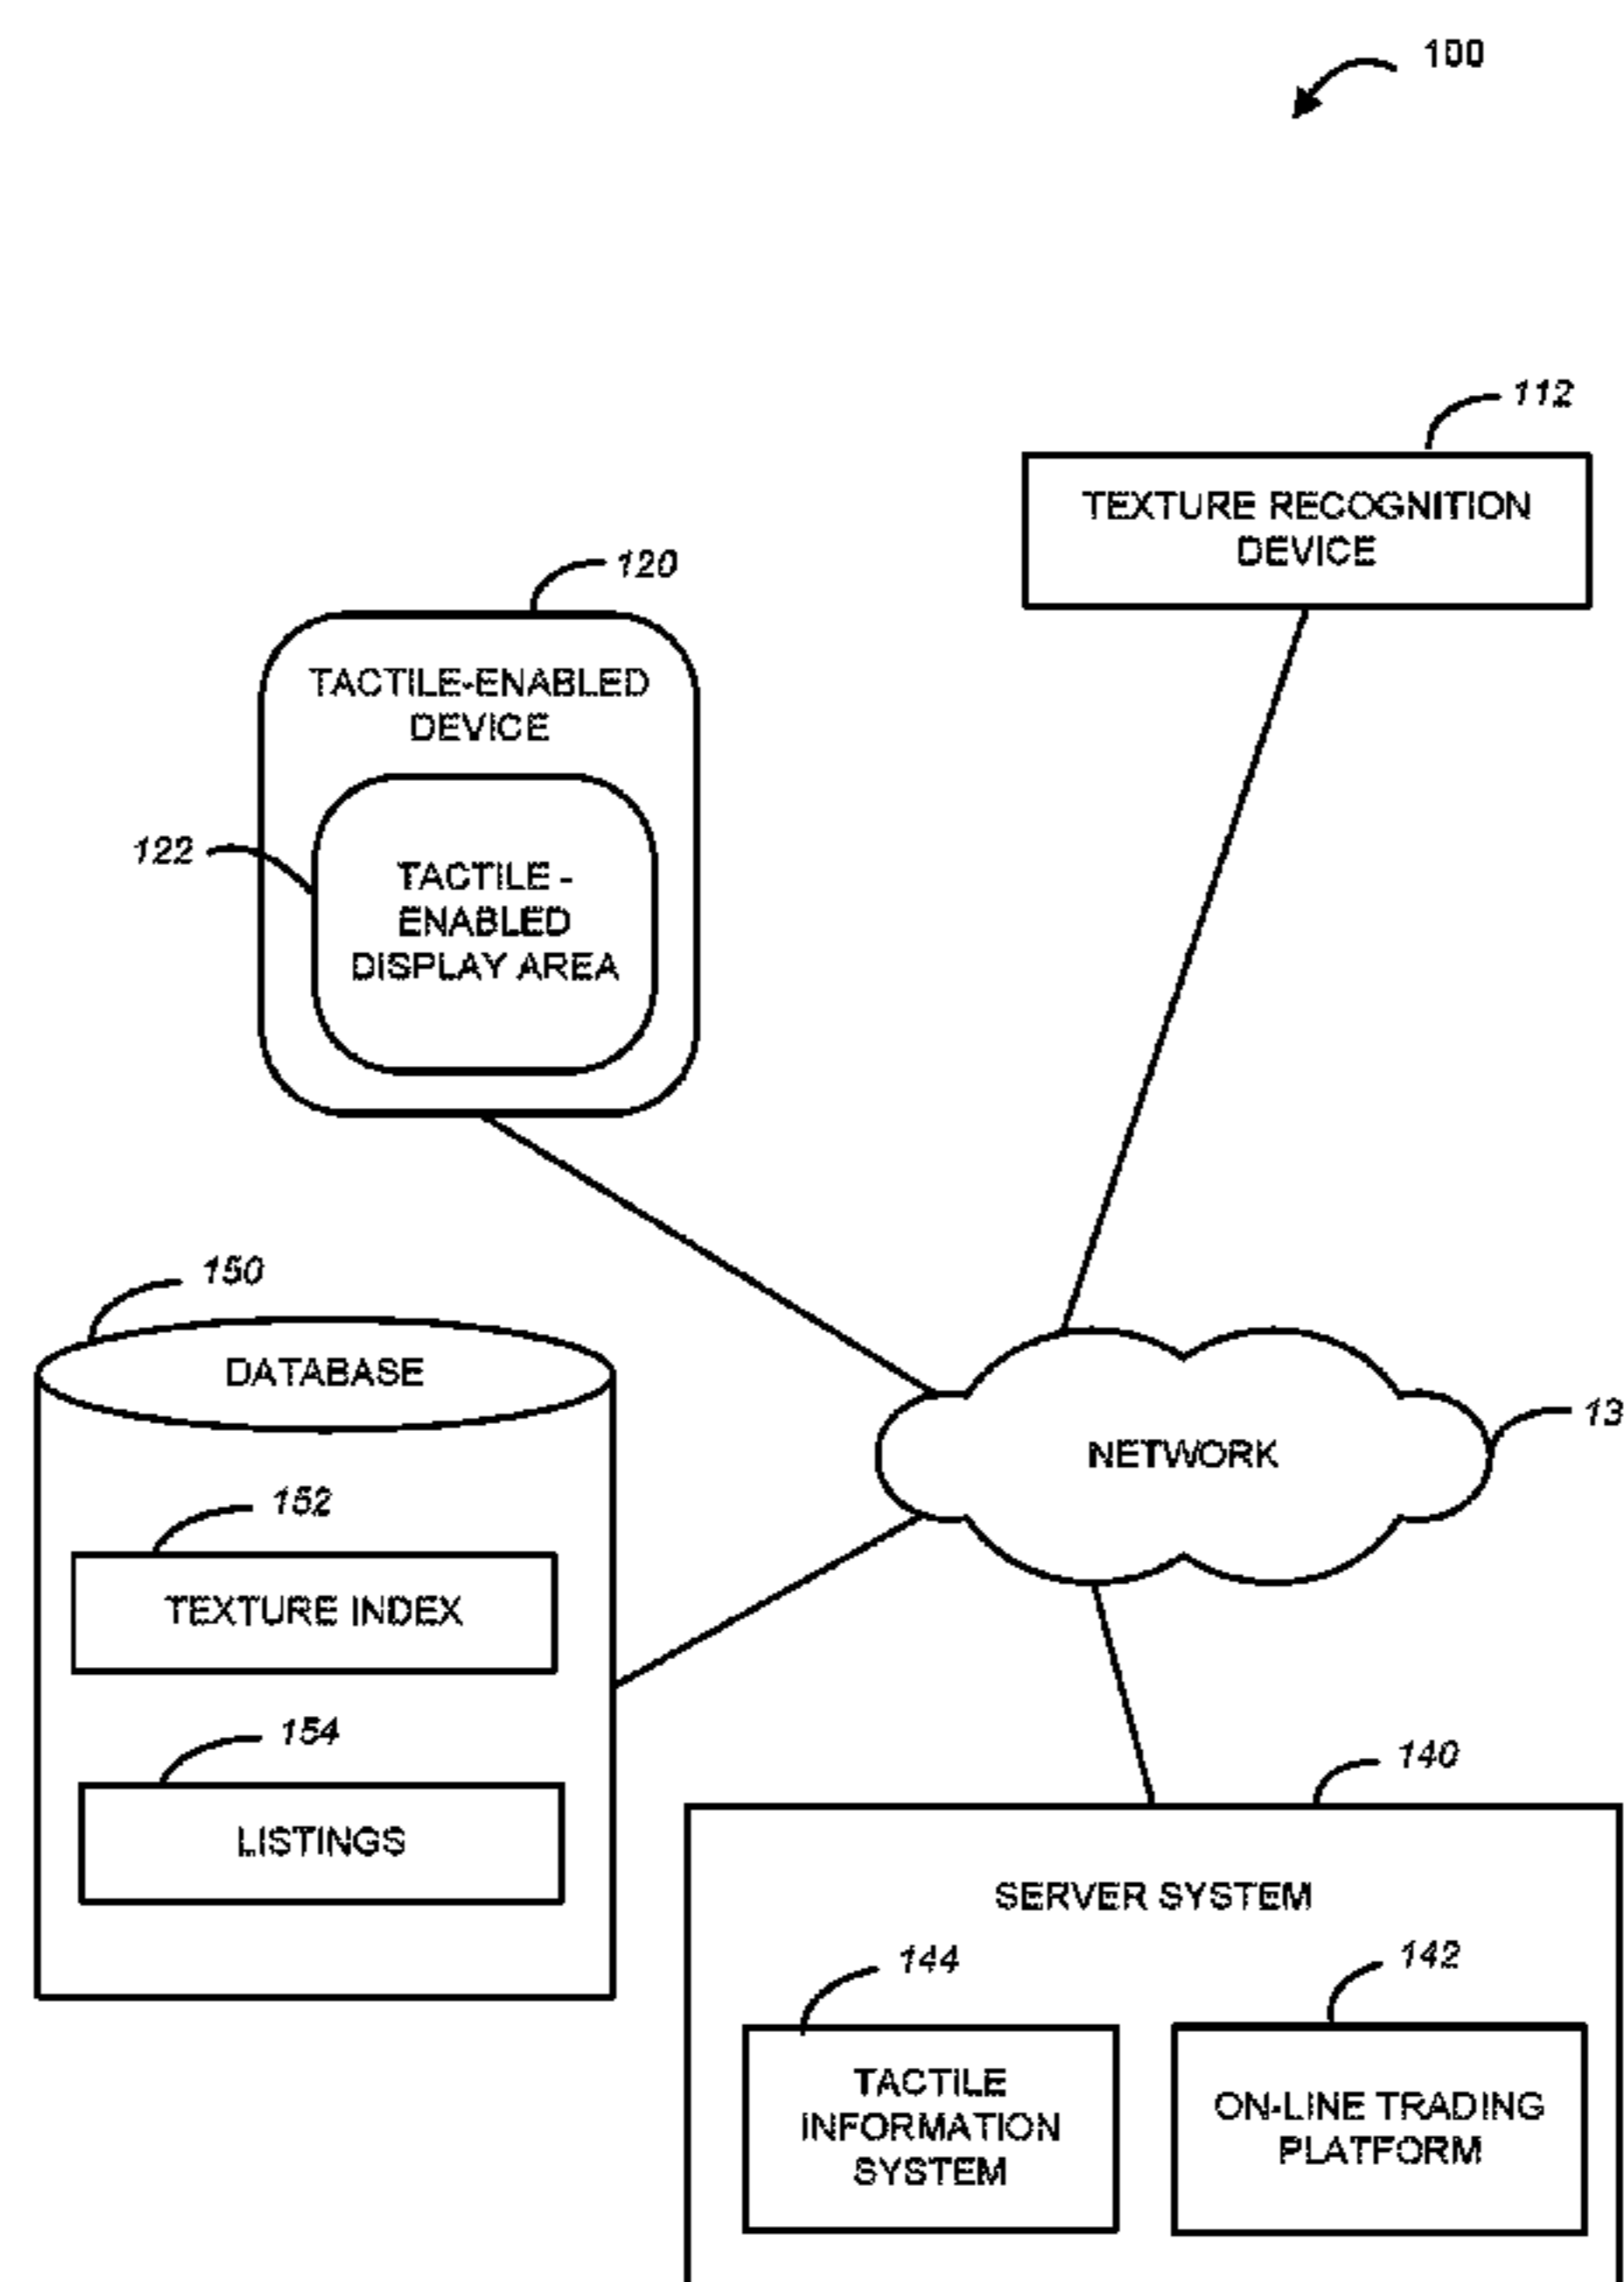 100
112
TEXTURE RECOGNITION
DEVICE
120
TACTILE-ENABLED
DEVICE
122
TACTILE -
ENABLED
DISPLAY AREA
150
DATABASE
13
NETWORK
152
TEXTURE INDEX
154
LISTINGS
140
SERVER SYSTEM
144
142
TACTILE
INFORMATION
SYSTEM
ON-LINE TRADING
PLATFORM